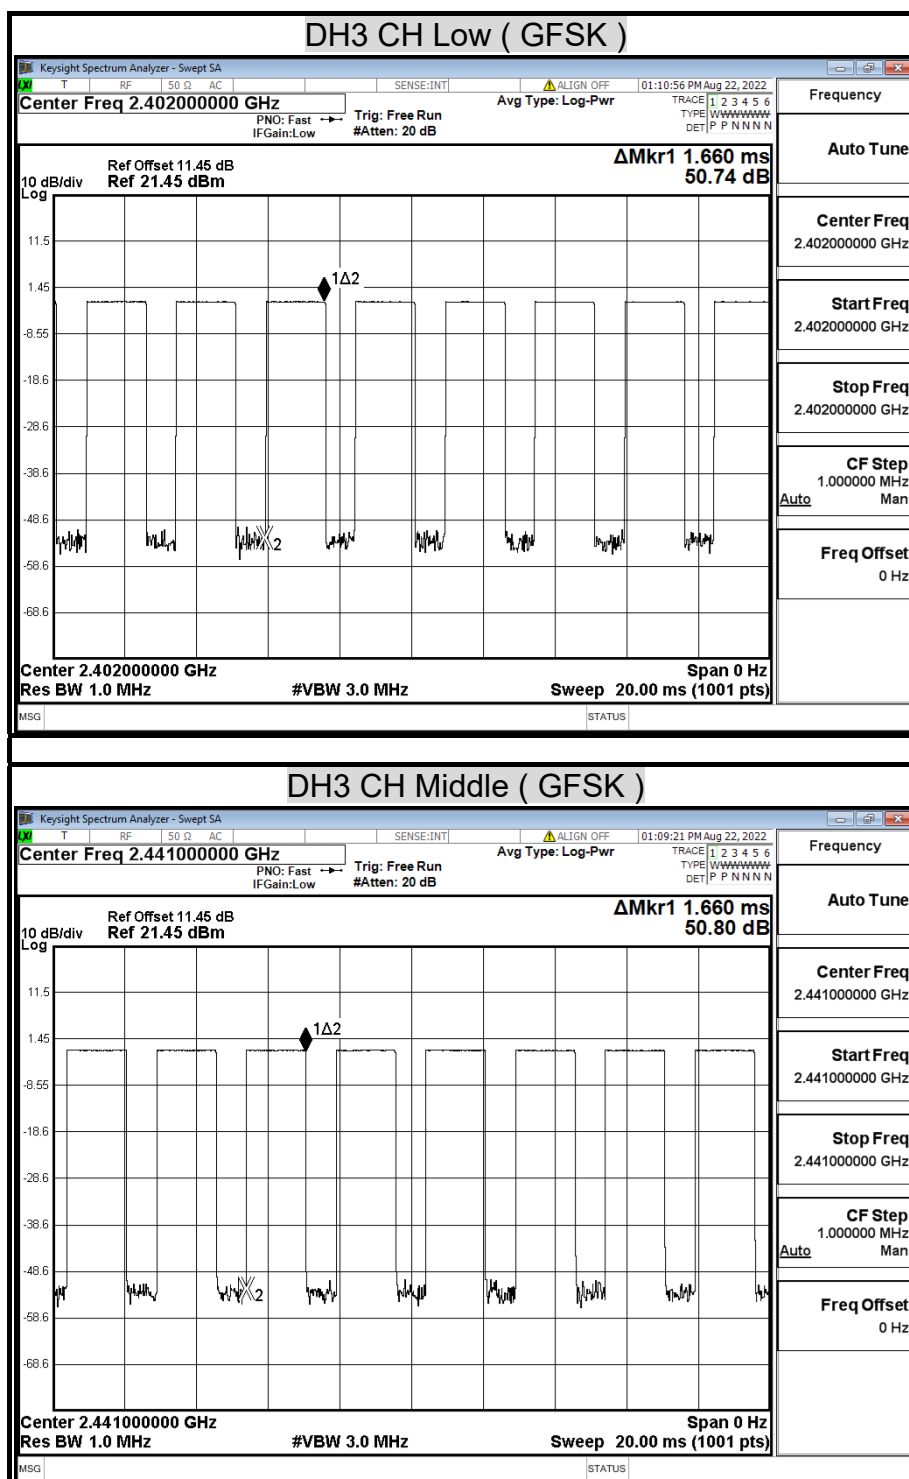 DH3 CH Low ( GFSK )
Keysight Spectrum Analyzer - Swept SA
LXI T RF 50 Ω AC SENSE:INT ALIGN OFF 01:10:56 PM Aug 22, 2022
Center Freq 2.402000000 GHz
PNO: Fast
IFGain:Low
Trig: Free Run
#Atten: 20 dB
Avg Type: Log-Pwr
TRACE 1 2 3 4 5 6
TYPE WWWWWW
DET P P N N N N
Ref Offset 11.45 dB
10 dB/div Ref 21.45 dBm
Log
ΔMkr1 1.660 ms
50.74 dB
11.5
1.45
-8.55
-18.6
-28.6
-38.6
-48.6
-58.6
-68.6
1Δ2
2
Center 2.402000000 GHz Span 0 Hz
Res BW 1.0 MHz #VBW 3.0 MHz Sweep 20.00 ms (1001 pts)
MSG STATUS
Frequency
Auto Tune
Center Freq
2.402000000 GHz
Start Freq
2.402000000 GHz
Stop Freq
2.402000000 GHz
CF Step
1.000000 MHz
Auto Man
Freq Offset
0 Hz
DH3 CH Middle ( GFSK )
Keysight Spectrum Analyzer - Swept SA
LXI T RF 50 Ω AC SENSE:INT ALIGN OFF 01:09:21 PM Aug 22, 2022
Center Freq 2.441000000 GHz
PNO: Fast
IFGain:Low
Trig: Free Run
#Atten: 20 dB
Avg Type: Log-Pwr
TRACE 1 2 3 4 5 6
TYPE WWWWWW
DET P P N N N N
Ref Offset 11.45 dB
10 dB/div Ref 21.45 dBm
Log
ΔMkr1 1.660 ms
50.80 dB
11.5
1.45
-8.55
-18.6
-28.6
-38.6
-48.6
-58.6
-68.6
1Δ2
2
Center 2.441000000 GHz Span 0 Hz
Res BW 1.0 MHz #VBW 3.0 MHz Sweep 20.00 ms (1001 pts)
MSG STATUS
Frequency
Auto Tune
Center Freq
2.441000000 GHz
Start Freq
2.441000000 GHz
Stop Freq
2.441000000 GHz
CF Step
1.000000 MHz
Auto Man
Freq Offset
0 Hz